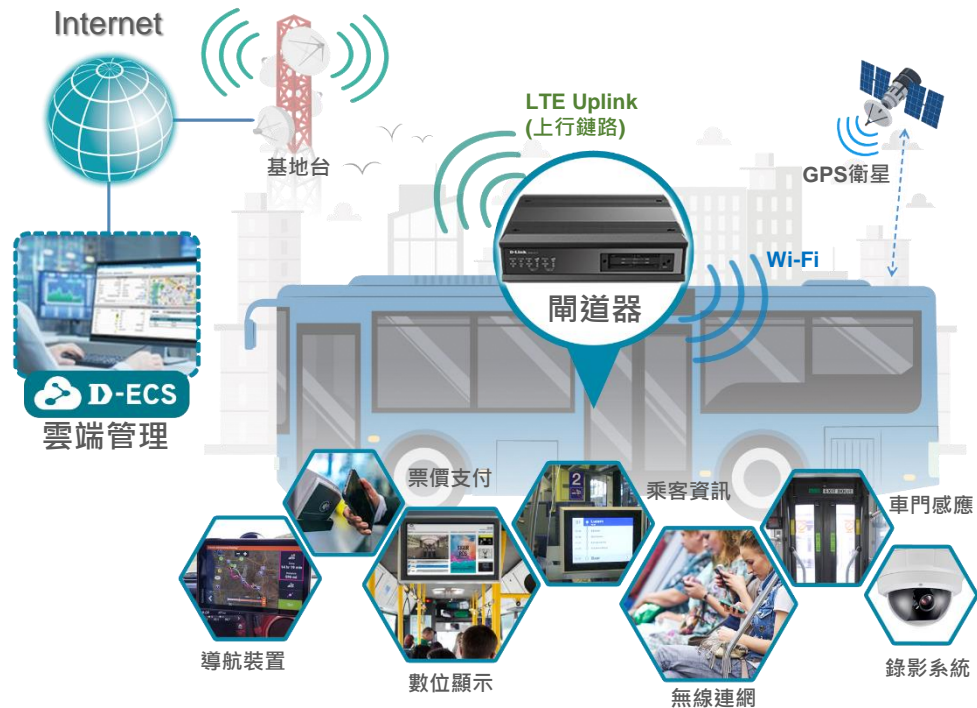 Internet
基地台
LTE Uplink
(上行鏈路)
GPS衛星
D-Link
Wi-Fi
閘道器
D-ECS
雲端管理
票價支付
乘客資訊
車門感應
2
導航裝置
數位顯示
無線連網
錄影系統